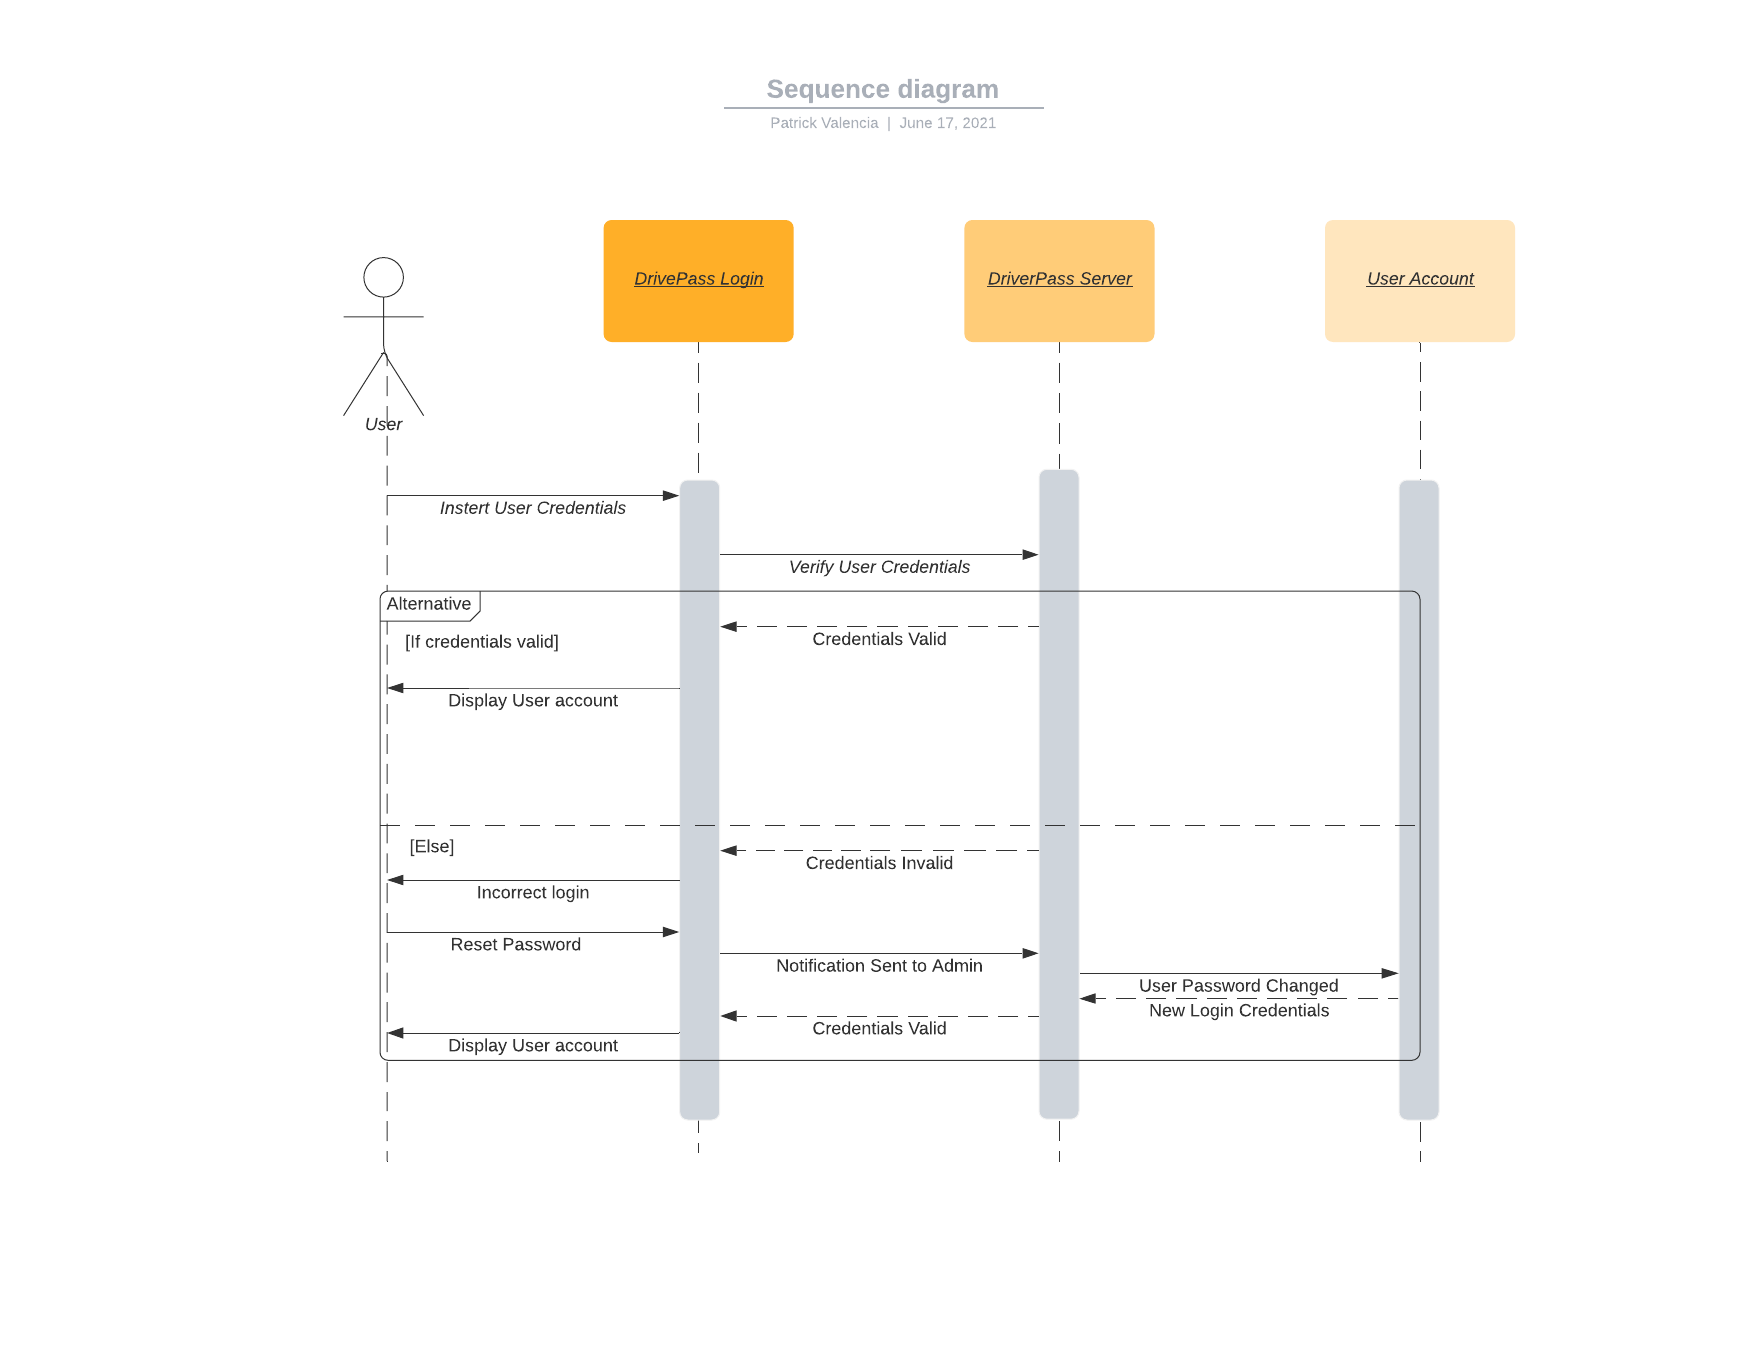 Sequence diagram
Patrick Valencia | June 17, 2021
DrivePass Login
DriverPass Server
User Account
User
Instert User Credentials
Verify User Credentials
Alternative
[If credentials valid]
Credentials Valid
Display User account
[Else]
Credentials Invalid
Incorrect login
Reset Password
Notification Sent to Admin
User Password Changed
New Login Credentials
Credentials Valid
Display User account